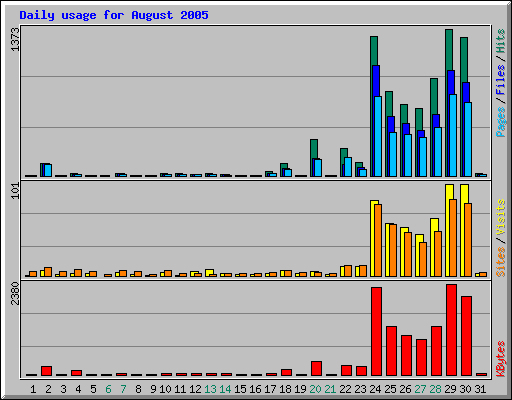 Daily usage for August 2005
1373
Pages / Files / Hits
101
Sites / Visits
2380
KBytes
1 2 3 4 5 6 7 8 9 10 11 12 13 14 15 16 17 18 19 20 21 22 23 24 25 26 27 28 29 30 31